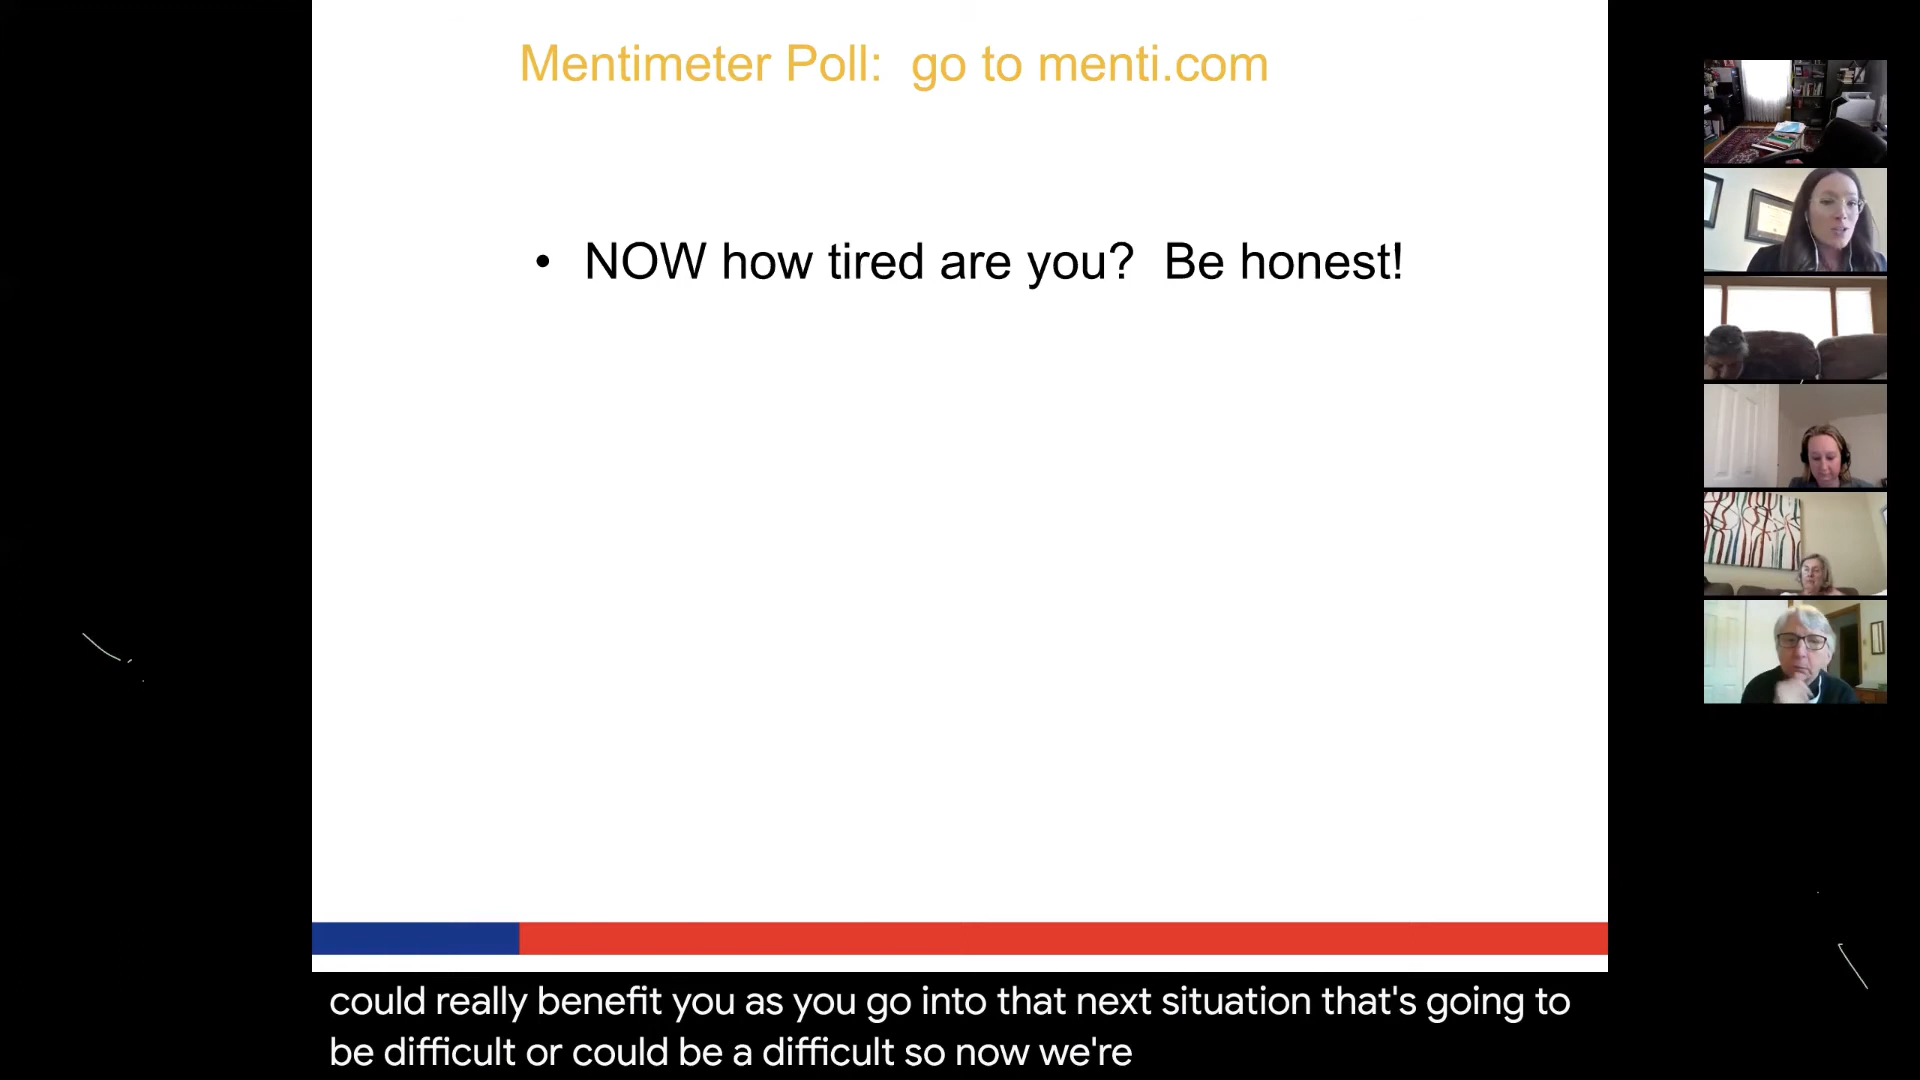 Mentimeter Poll:  go to menti.com
• NOW how tired are you?  Be honest!
could really benefit you as you go into that next situation that's going to
be difficult or could be a difficult so now we're